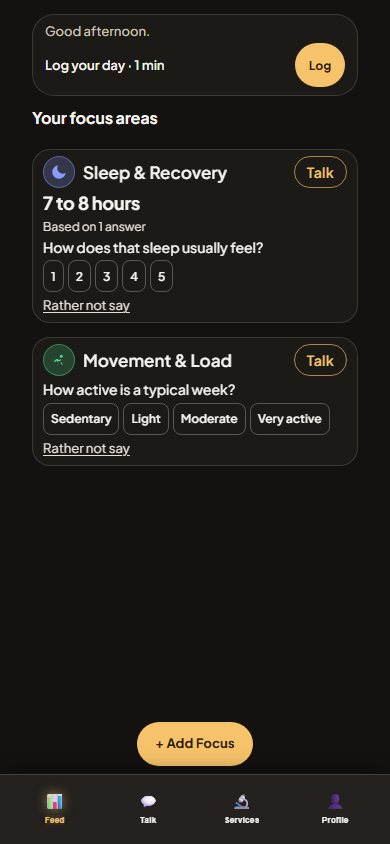 Good afternoon.
Log your day · 1 min
Log
Your focus areas
Sleep & Recovery
Talk
7 to 8 hours
Based on 1 answer
How does that sleep usually feel?
1 2 3 4 5
Rather not say
Movement & Load
Talk
How active is a typical week?
Sedentary Light Moderate Very active
Rather not say
+ Add Focus
Feed Talk Services Profile